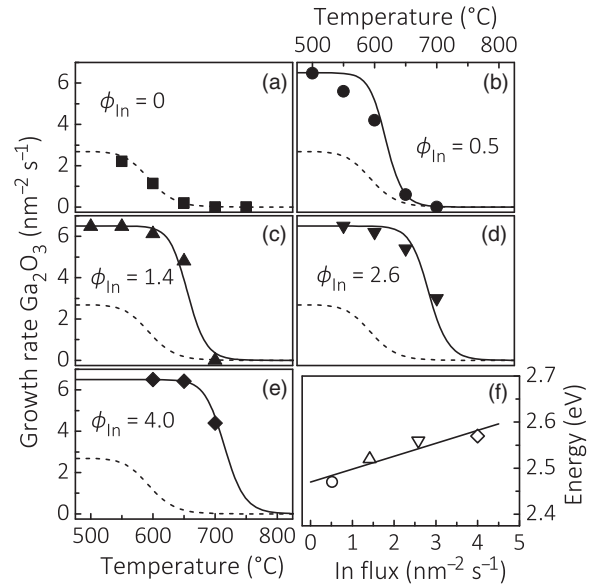 Temperature (°C)
500 600 700 800
6
4
2
0
(a)
ϕIn = 0
(b)
ϕIn = 0.5
6
4
2
0
(c)
ϕIn = 1.4
(d)
ϕIn = 2.6
Growth rate Ga2O3 (nm−2 s−1)
6
4
2
0
(e)
ϕIn = 4.0
500 600 700 800
Temperature (°C)
(f)
2.7
2.6
2.5
2.4
Energy (eV)
0 1 2 3 4 5
In flux (nm−2 s−1)